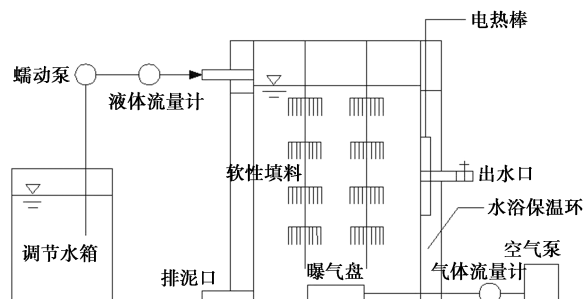 电热棒
蠕动泵
液体流量计
软性填料
出水口
水浴保温环
调节水箱
空气泵
排泥口
曝气盘
气体流量计